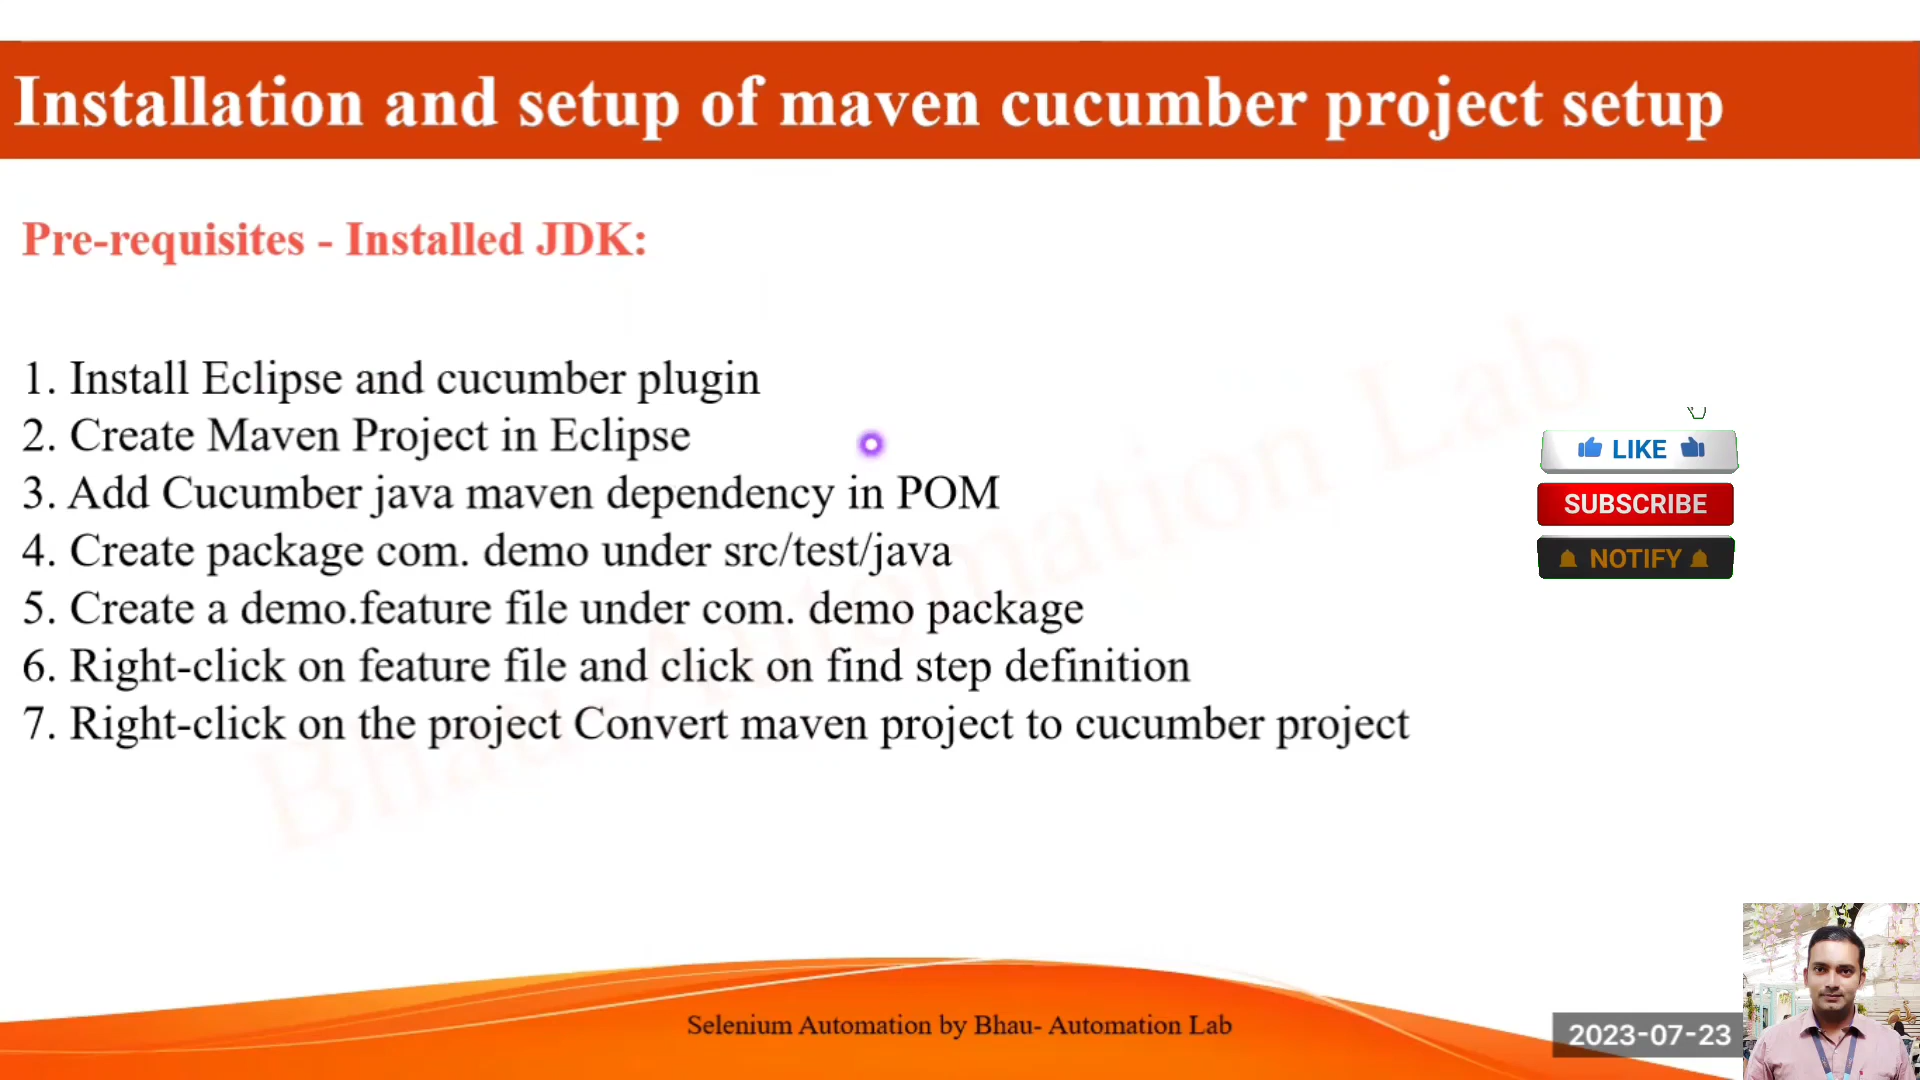 Installation and setup of maven cucumber project setup
Pre-requisites - Installed JDK:
1. Install Eclipse and cucumber plugin
2. Create Maven Project in Eclipse
3. Add Cucumber java maven dependency in POM
4. Create package com. demo under src/test/java
5. Create a demo.feature file under com. demo package
6. Right-click on feature file and click on find step definition
7. Right-click on the project Convert maven project to cucumber project
Bhau-Automation Lab
LIKE
SUBSCRIBE
NOTIFY
Selenium Automation by Bhau- Automation Lab
2023-07-23